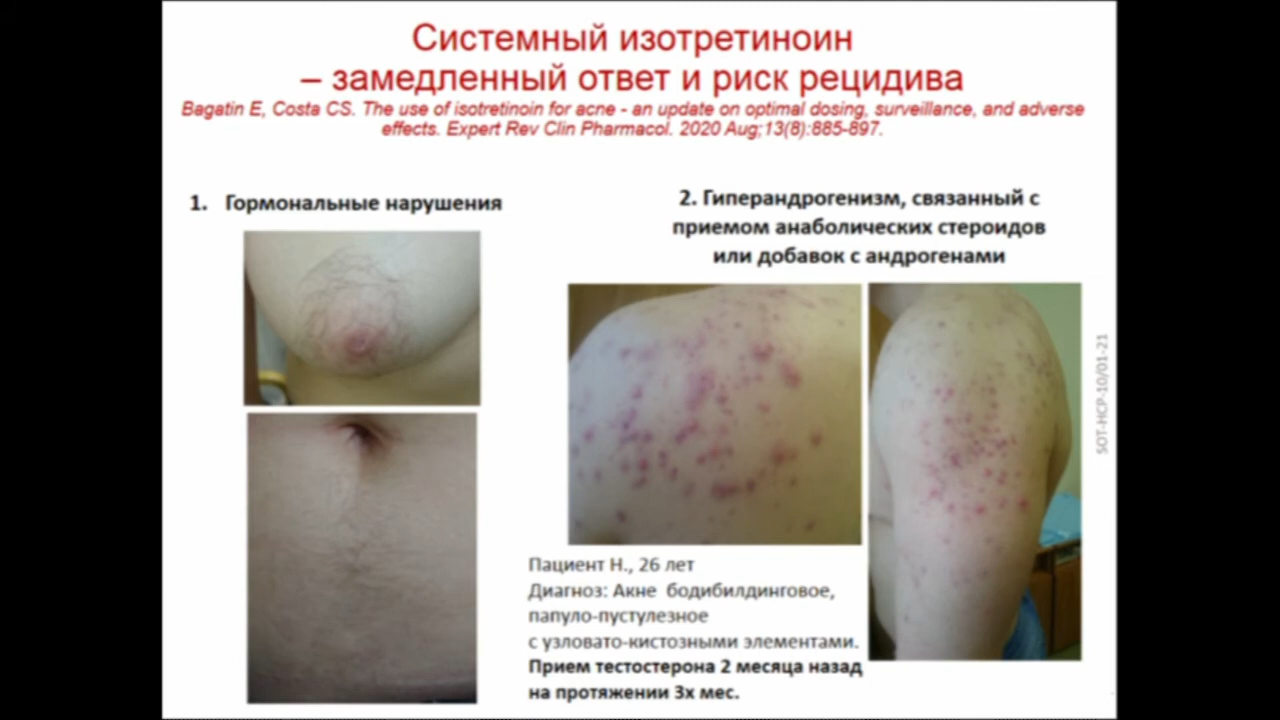 Системный изотретиноин
– замедленный ответ и риск рецидива
Bagatin E, Costa CS. The use of isotretinoin for acne - an update on optimal dosing, surveillance, and adverse
effects. Expert Rev Clin Pharmacol. 2020 Aug;13(8):885-897.
1. Гормональные нарушения
2. Гиперандрогенизм, связанный с
приемом анаболических стероидов
или добавок с андрогенами
Пациент Н., 26 лет
Диагноз: Акне бодибилдинговое,
папуло-пустулезное
с узловато-кистозными элементами.
Прием тестостерона 2 месяца назад
на протяжении 3х мес.
SOT-HCP-10/01-21